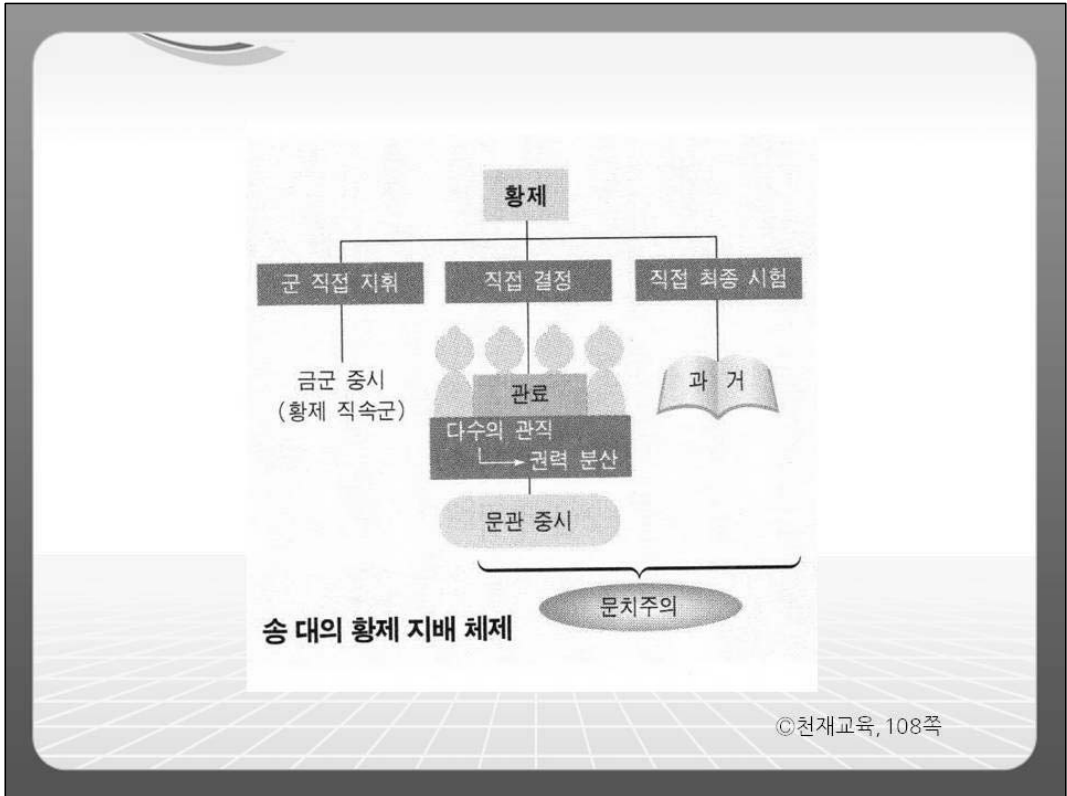 황제
군 직접 지휘
직접 결정
직접 최종 시험
금군 중시
(황제 직속군)
관료
다수의 관직
권력 분산
과 거
문관 중시
문치주의
송 대의 황제 지배 체제
©천재교육, 108쪽